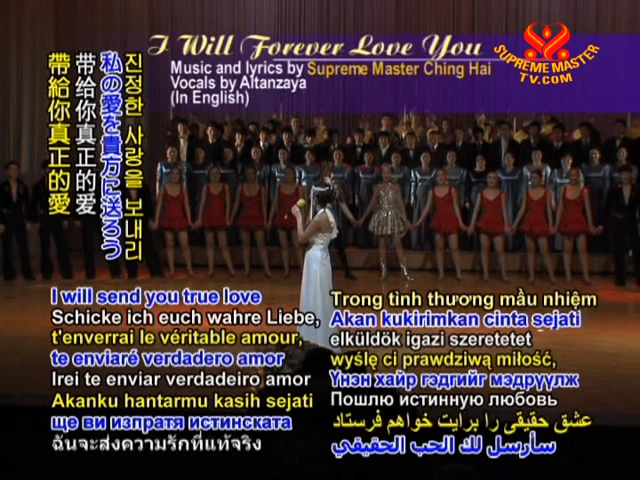 I Will Forever Love You
Music and lyrics by Supreme Master Ching Hai
Vocals by Altanzaya
(In English)
SUPREME MASTER
TV.COM
帶給你真正的愛
带给你真正的爱
私の愛を貴方に送ろう
진정한 사랑을 보내리
I will send you true love
Schicke ich euch wahre Liebe,
t'enverrai le véritable amour,
te enviaré verdadero amor
Irei te enviar verdadeiro amor
Akanku hantarmu kasih sejati
ще ви изпратя истинската
ฉันจะส่งความรักที่แท้จริง
Trong tình thương mầu nhiệm
Akan kukirimkan cinta sejati
elküldök igazi szeretetet
wyślę ci prawdziwą miłość,
Үнэн хайр гэдгийг мэдрүүлж
Пошлю истинную любовь
عشق حقیقی را برایت خواهم فرستاد
سأرسل لك الحب الحقيقي